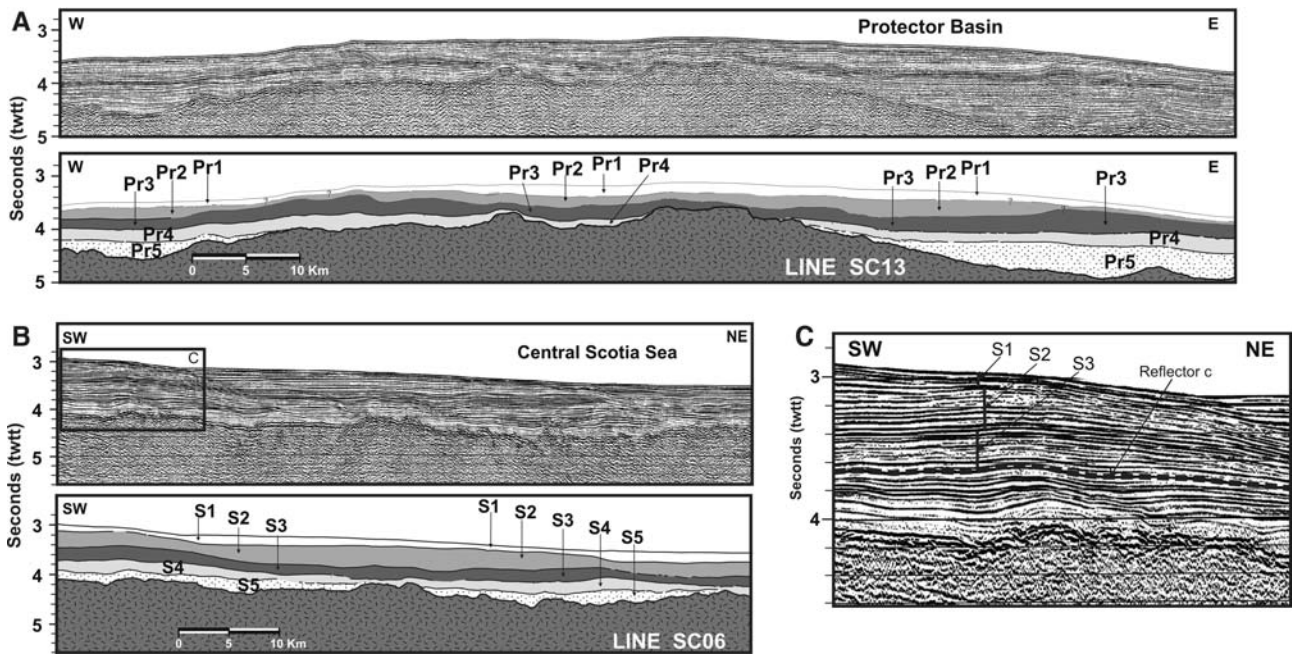 A
W
Protector Basin
E
3
4
5
Seconds (twtt)
W
E
Pr3 Pr2 Pr1
Pr3 Pr2 Pr1 Pr4
Pr3 Pr2 Pr1 Pr3
3
4
5
?
?
?
?
Pr4
Pr5
Pr4
Pr5
0 5 10 Km
LINE SC13
B
SW
NE
C
Central Scotia Sea
3
4
5
Seconds (twtt)
SW
S1 S2 S3
S1 S2 S3 S4 S5
3
4
5
S4
S5
0 5 10 Km
LINE SC06
C
SW
NE
S1
S2
S3
Reflector c
3
4
Seconds (twtt)